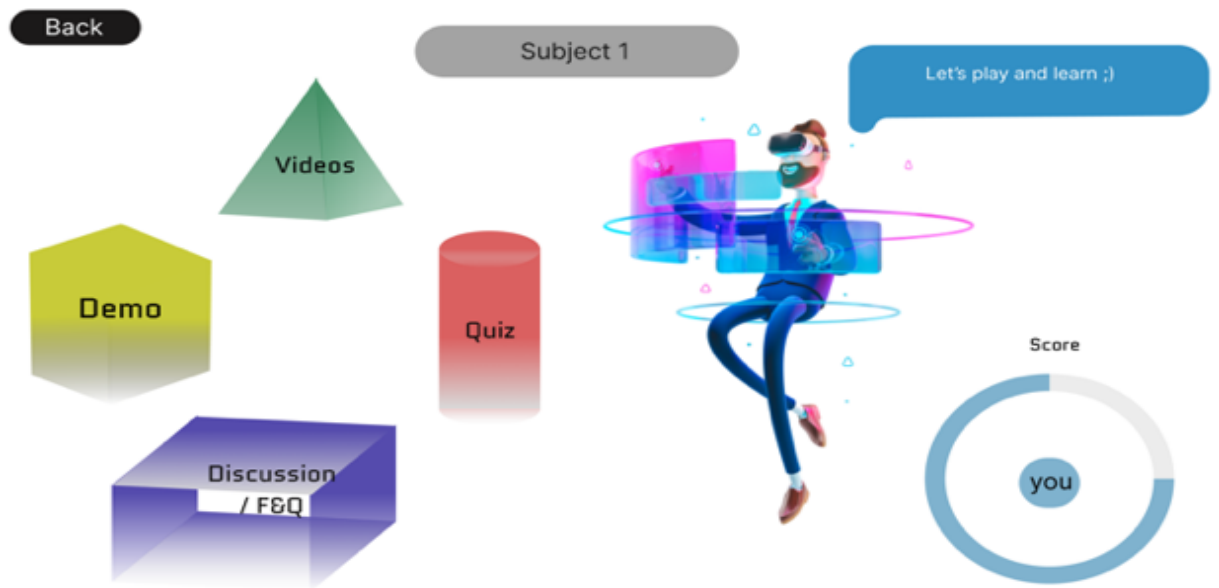 Back
Subject 1
Let's play and learn ;)
Videos
Demo
Quiz
Discussion
/ F&Q
Score
you